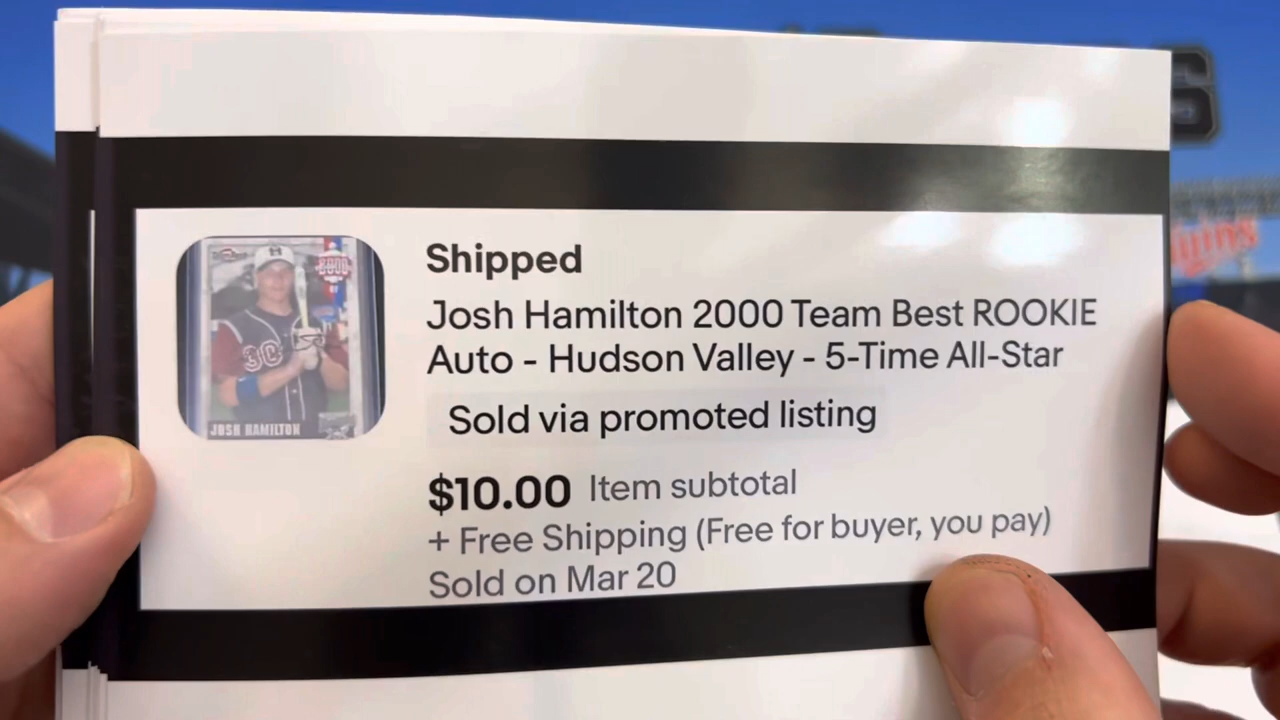 Shipped
Josh Hamilton 2000 Team Best ROOKIE
Auto - Hudson Valley - 5-Time All-Star
Sold via promoted listing
$10.00 Item subtotal
+ Free Shipping (Free for buyer, you pay)
Sold on Mar 20
2000
JOSH HAMILTON